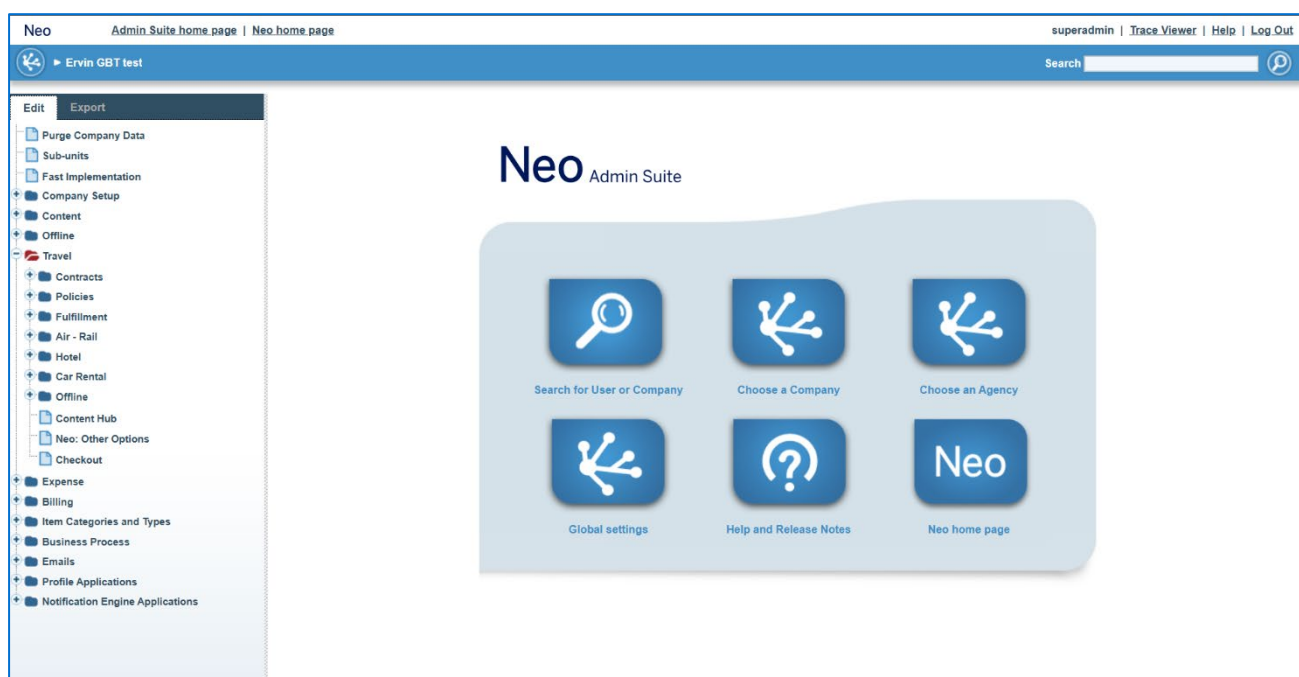 Neo Admin Suite home page | Neo home page superadmin | Trace Viewer | Help | Log Out
Ervin GBT test Search
Edit Export
Purge Company Data
Sub-units
Fast Implementation
Company Setup
Content
Offline
Travel
Contracts
Policies
Fulfillment
Air - Rail
Hotel
Car Rental
Offline
Content Hub
Neo: Other Options
Checkout
Expense
Billing
Item Categories and Types
Business Process
Emails
Profile Applications
Notification Engine Applications
Neo Admin Suite
Search for User or Company Choose a Company Choose an Agency
Neo
Global settings Help and Release Notes Neo home page